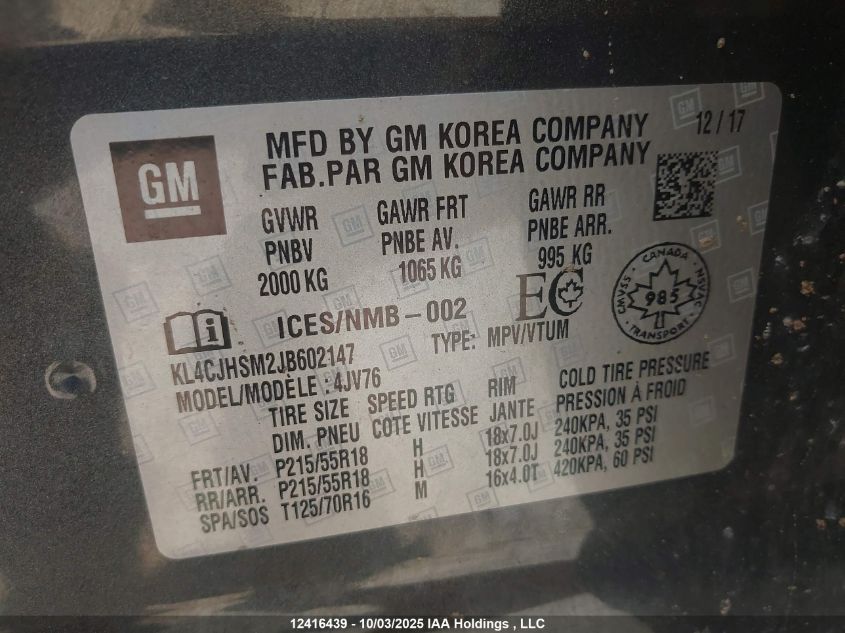 GM
MFD BY GM KOREA COMPANY 12/17
FAB.PAR GM KOREA COMPANY
GVWR GAWR FRT GAWR RR
PNBV PNBE AV. PNBE ARR.
2000 KG 1065 KG 995 KG
ICES/NMB-002 EC
CMVSS · CANADA · NSVAC · TRANSPORT · 985
KL4CJHSM2JB602147 TYPE: MPV/VTUM
MODEL/MODÈLE : 4JV76
TIRE SIZE SPEED RTG RIM COLD TIRE PRESSURE
DIM. PNEU COTE VITESSE JANTE PRESSION À FROID
FRT/AV. P215/55R18 H 18x7.0J 240KPA, 35 PSI
RR/ARR. P215/55R18 H 18x7.0J 240KPA, 35 PSI
SPA/SOS T125/70R16 M 16x4.0T 420KPA, 60 PSI
12416439 - 10/03/2025 IAA Holdings , LLC